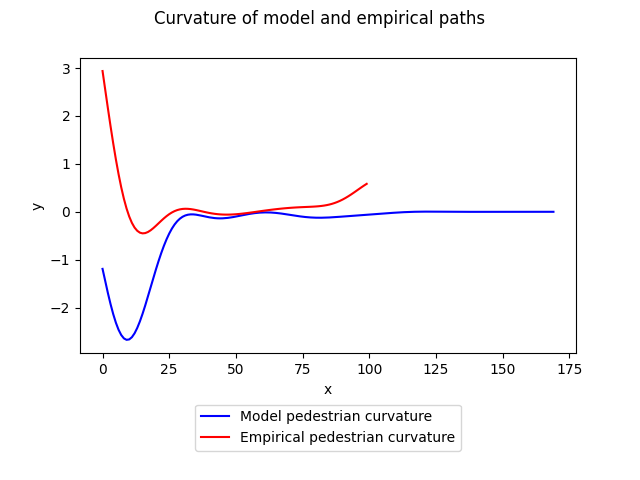 Curvature of model and empirical paths
3
2
1
0
−1
−2
y
0 25 50 75 100 125 150 175
x
Model pedestrian curvature
Empirical pedestrian curvature